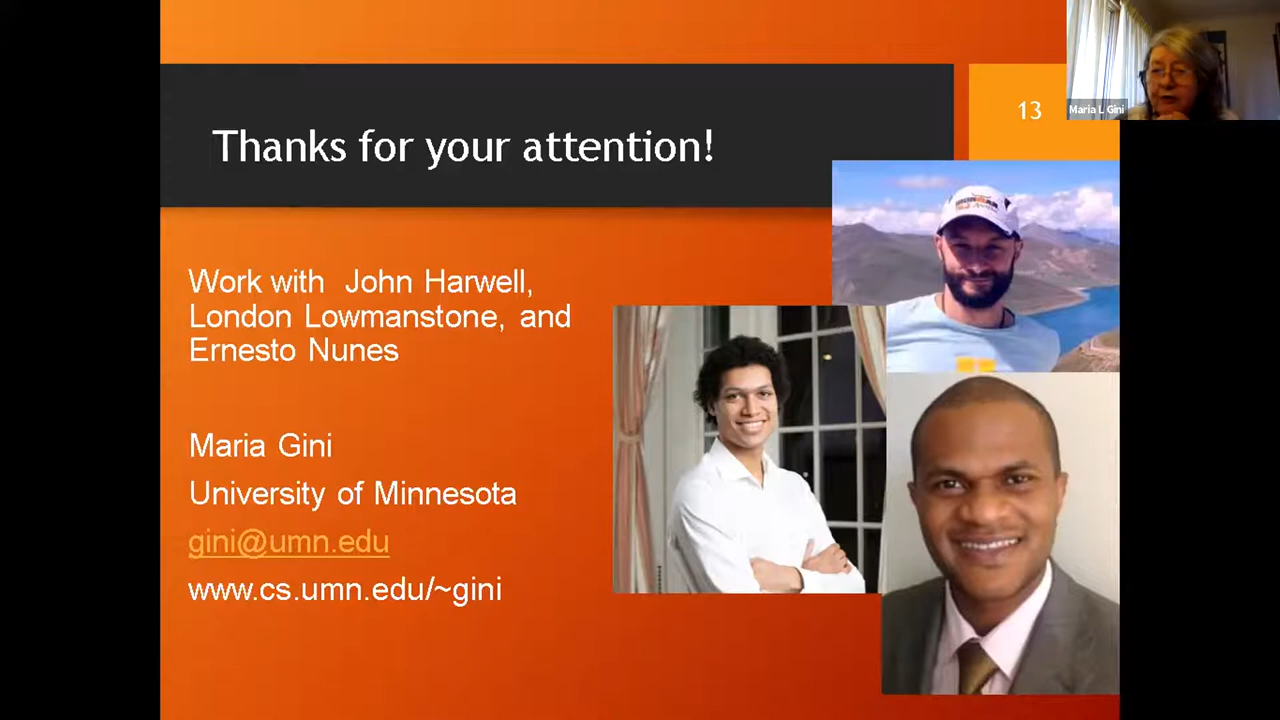 Thanks for your attention!
13
Maria L Gini
IRONMAN
Work with John Harwell,
London Lowmanstone, and
Ernesto Nunes
Maria Gini
University of Minnesota
gini@umn.edu
www.cs.umn.edu/~gini